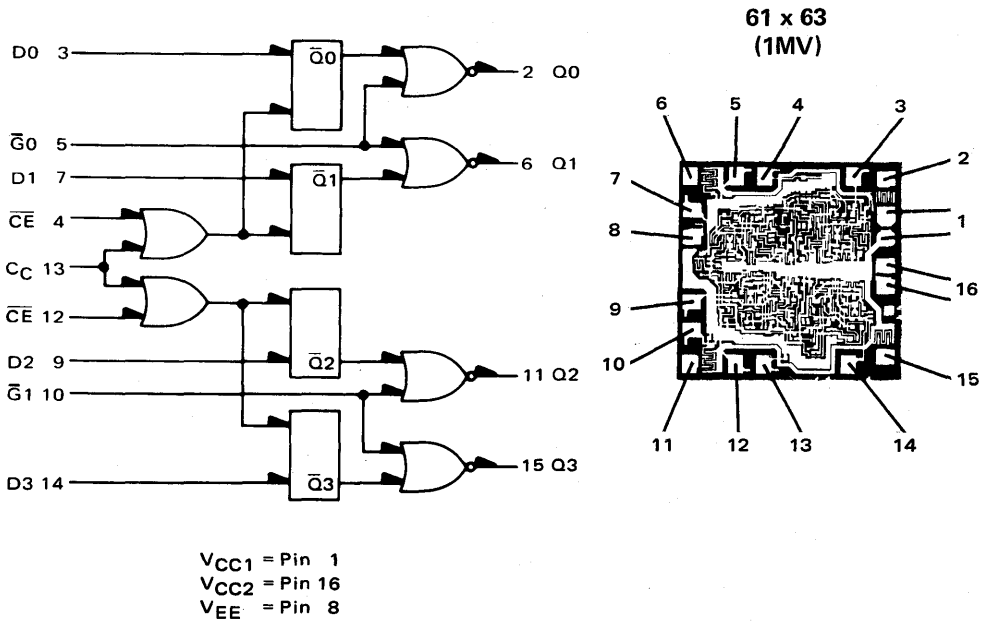 61 x 63
(1MV)
D0 3
Q̅0
2 Q0
G̅0 5
6 Q1
D1 7
Q̅1
C̅E̅ 4
CC 13
C̅E̅ 12
D2 9
Q̅2
11 Q2
G̅1 10
15 Q3
D3 14
Q̅3
VCC1 = Pin 1
VCC2 = Pin 16
VEE = Pin 8
6 5 4 3
2
7
1
8
16
9
10
15
11 12 13 14